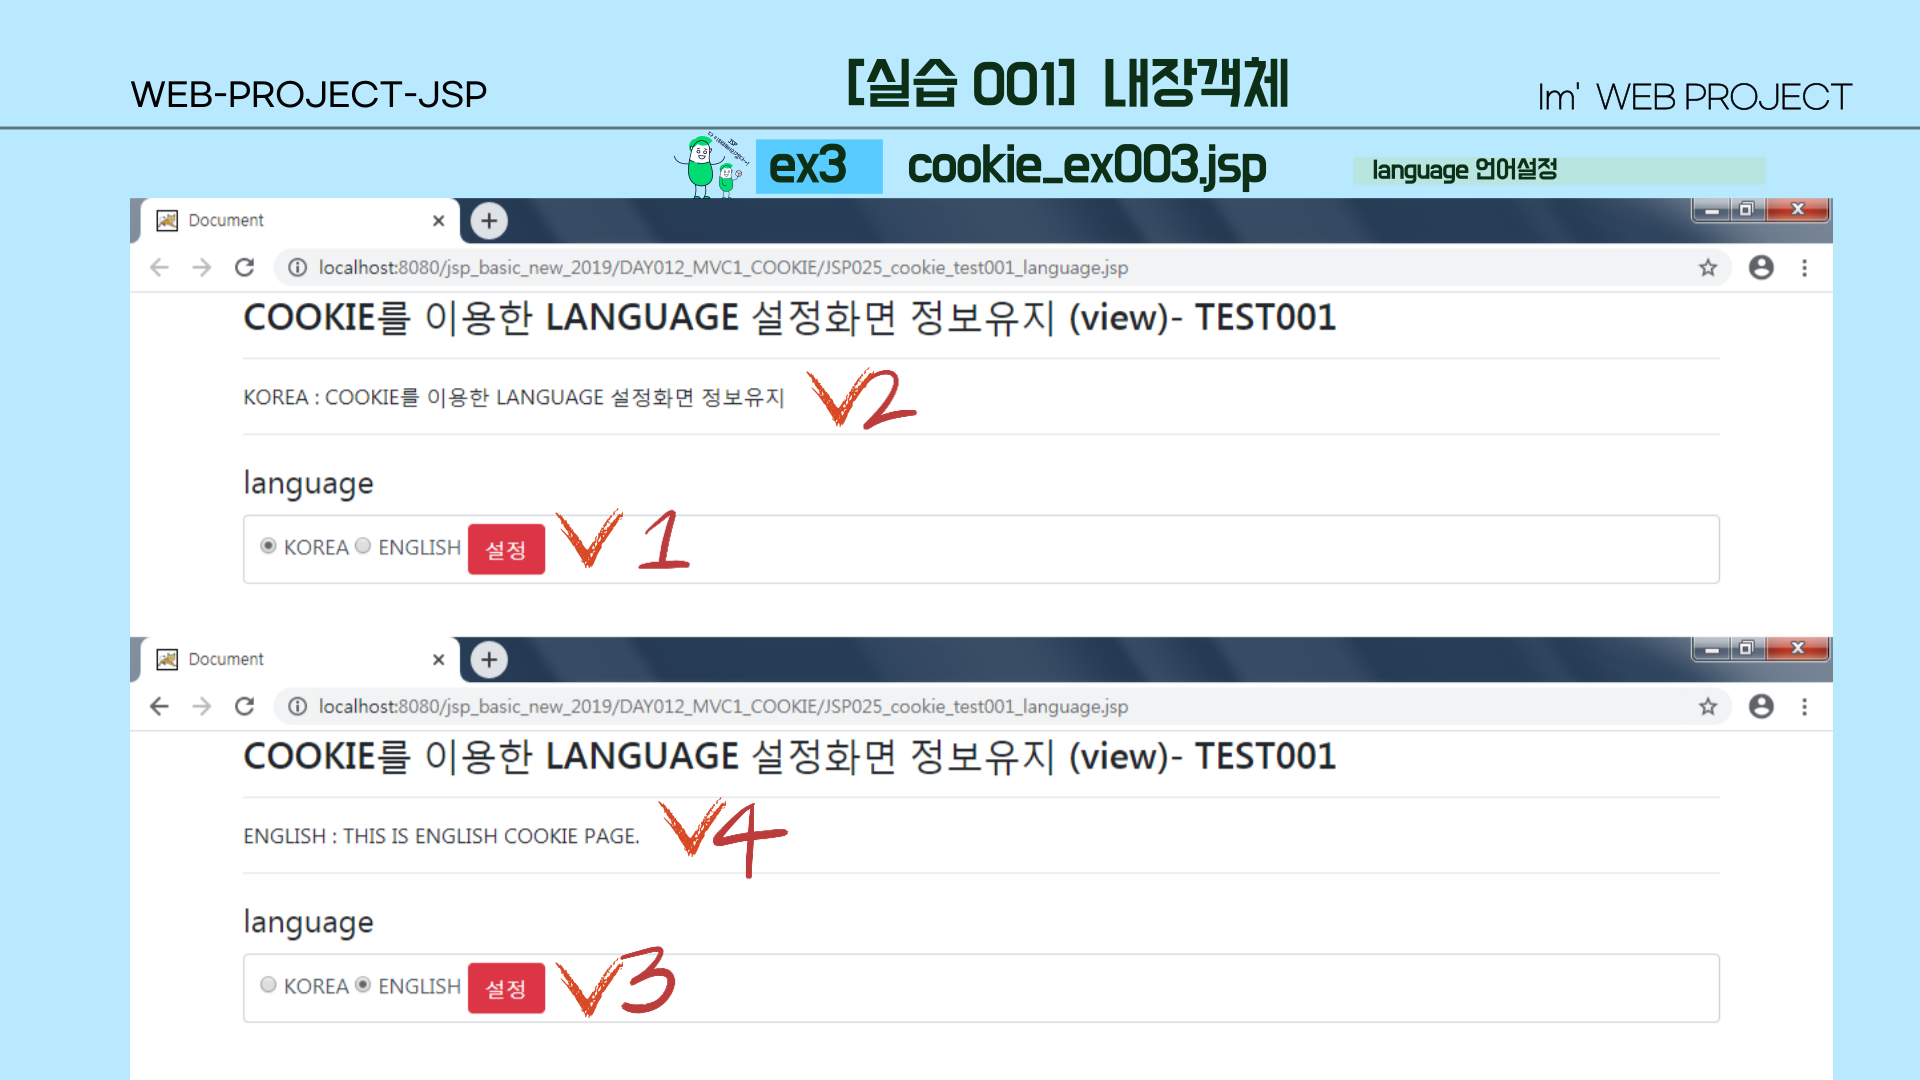 WEB-PROJECT-JSP
[실습 001] 내장객체
Im' WEB PROJECT
JSP
ex3
cookie_ex003.jsp
language 언어설정
Document
localhost:8080/jsp_basic_new_2019/DAY012_MVC1_COOKIE/JSP025_cookie_test001_language.jsp
COOKIE를 이용한 LANGUAGE 설정화면 정보유지 (view)- TEST001
KOREA : COOKIE를 이용한 LANGUAGE 설정화면 정보유지
2
language
KOREA ENGLISH 설정
1
Document
localhost:8080/jsp_basic_new_2019/DAY012_MVC1_COOKIE/JSP025_cookie_test001_language.jsp
COOKIE를 이용한 LANGUAGE 설정화면 정보유지 (view)- TEST001
ENGLISH : THIS IS ENGLISH COOKIE PAGE.
4
language
KOREA ENGLISH 설정
3